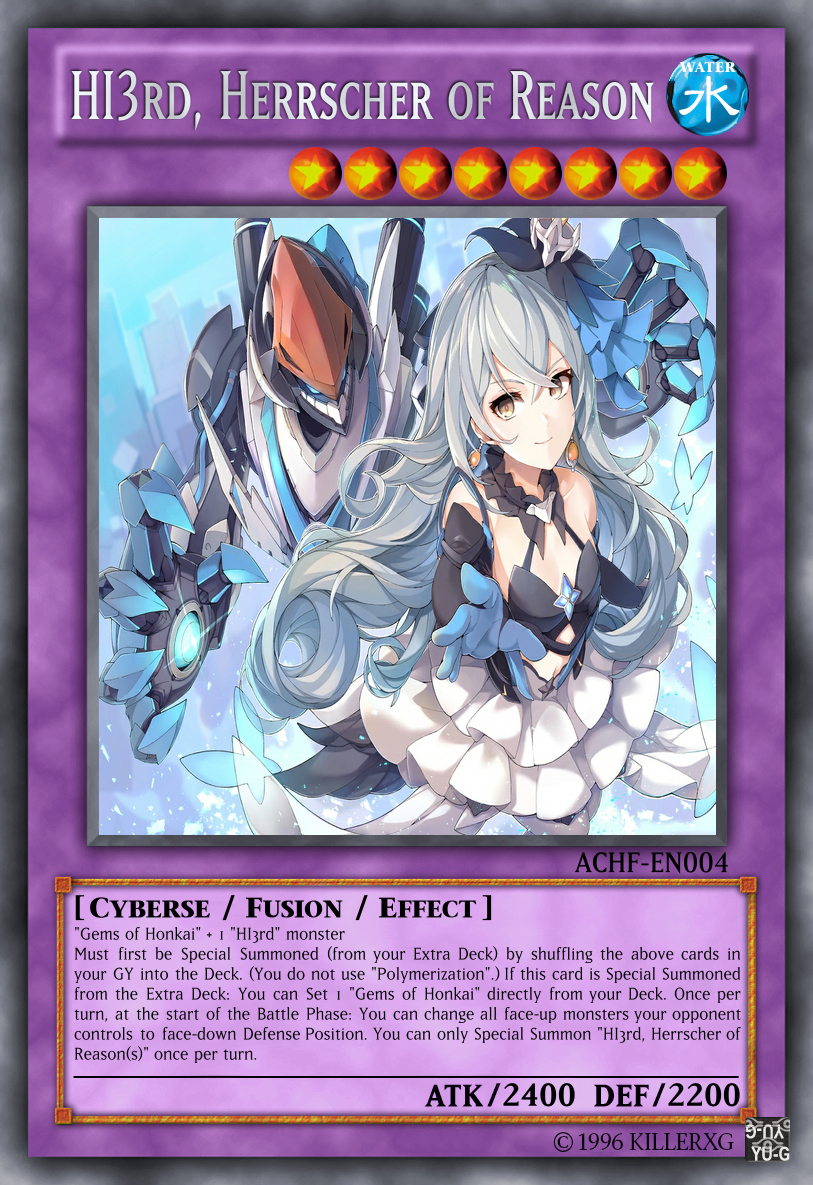 HI3rd, Herrscher of Reason
WATER
水
ACHF-EN004
[ Cyberse / Fusion / Effect ]
"Gems of Honkai" + 1 "HI3rd" monster
Must first be Special Summoned (from your Extra Deck) by shuffling the above cards in
your GY into the Deck. (You do not use "Polymerization".) If this card is Special Summoned
from the Extra Deck: You can Set 1 "Gems of Honkai" directly from your Deck. Once per
turn, at the start of the Battle Phase: You can change all face-up monsters your opponent
controls to face-down Defense Position. You can only Special Summon "HI3rd, Herrscher of
Reason(s)" once per turn.
ATK/2400 DEF/2200
© 1996 KILLERXG
YU-G
YU-G